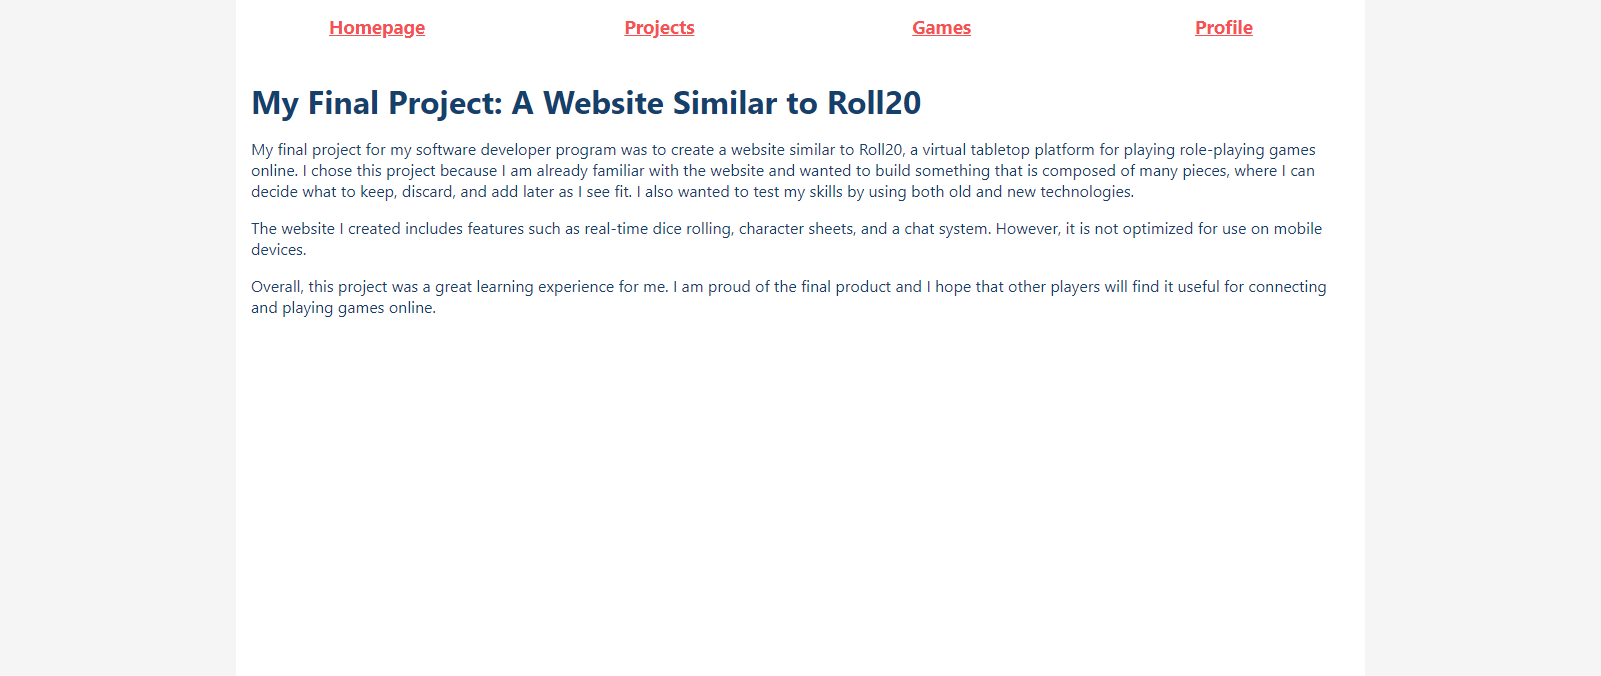 Homepage Projects Games Profile
My Final Project: A Website Similar to Roll20
My final project for my software developer program was to create a website similar to Roll20, a virtual tabletop platform for playing role-playing games
online. I chose this project because I am already familiar with the website and wanted to build something that is composed of many pieces, where I can
decide what to keep, discard, and add later as I see fit. I also wanted to test my skills by using both old and new technologies.
The website I created includes features such as real-time dice rolling, character sheets, and a chat system. However, it is not optimized for use on mobile
devices.
Overall, this project was a great learning experience for me. I am proud of the final product and I hope that other players will find it useful for connecting
and playing games online.